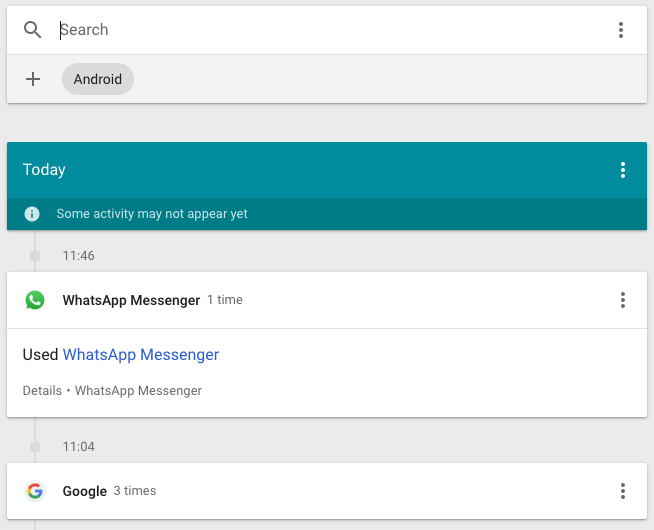 Search
Android
Today
Some activity may not appear yet
11:46
WhatsApp Messenger 1 time
Used WhatsApp Messenger
Details • WhatsApp Messenger
11:04
Google 3 times